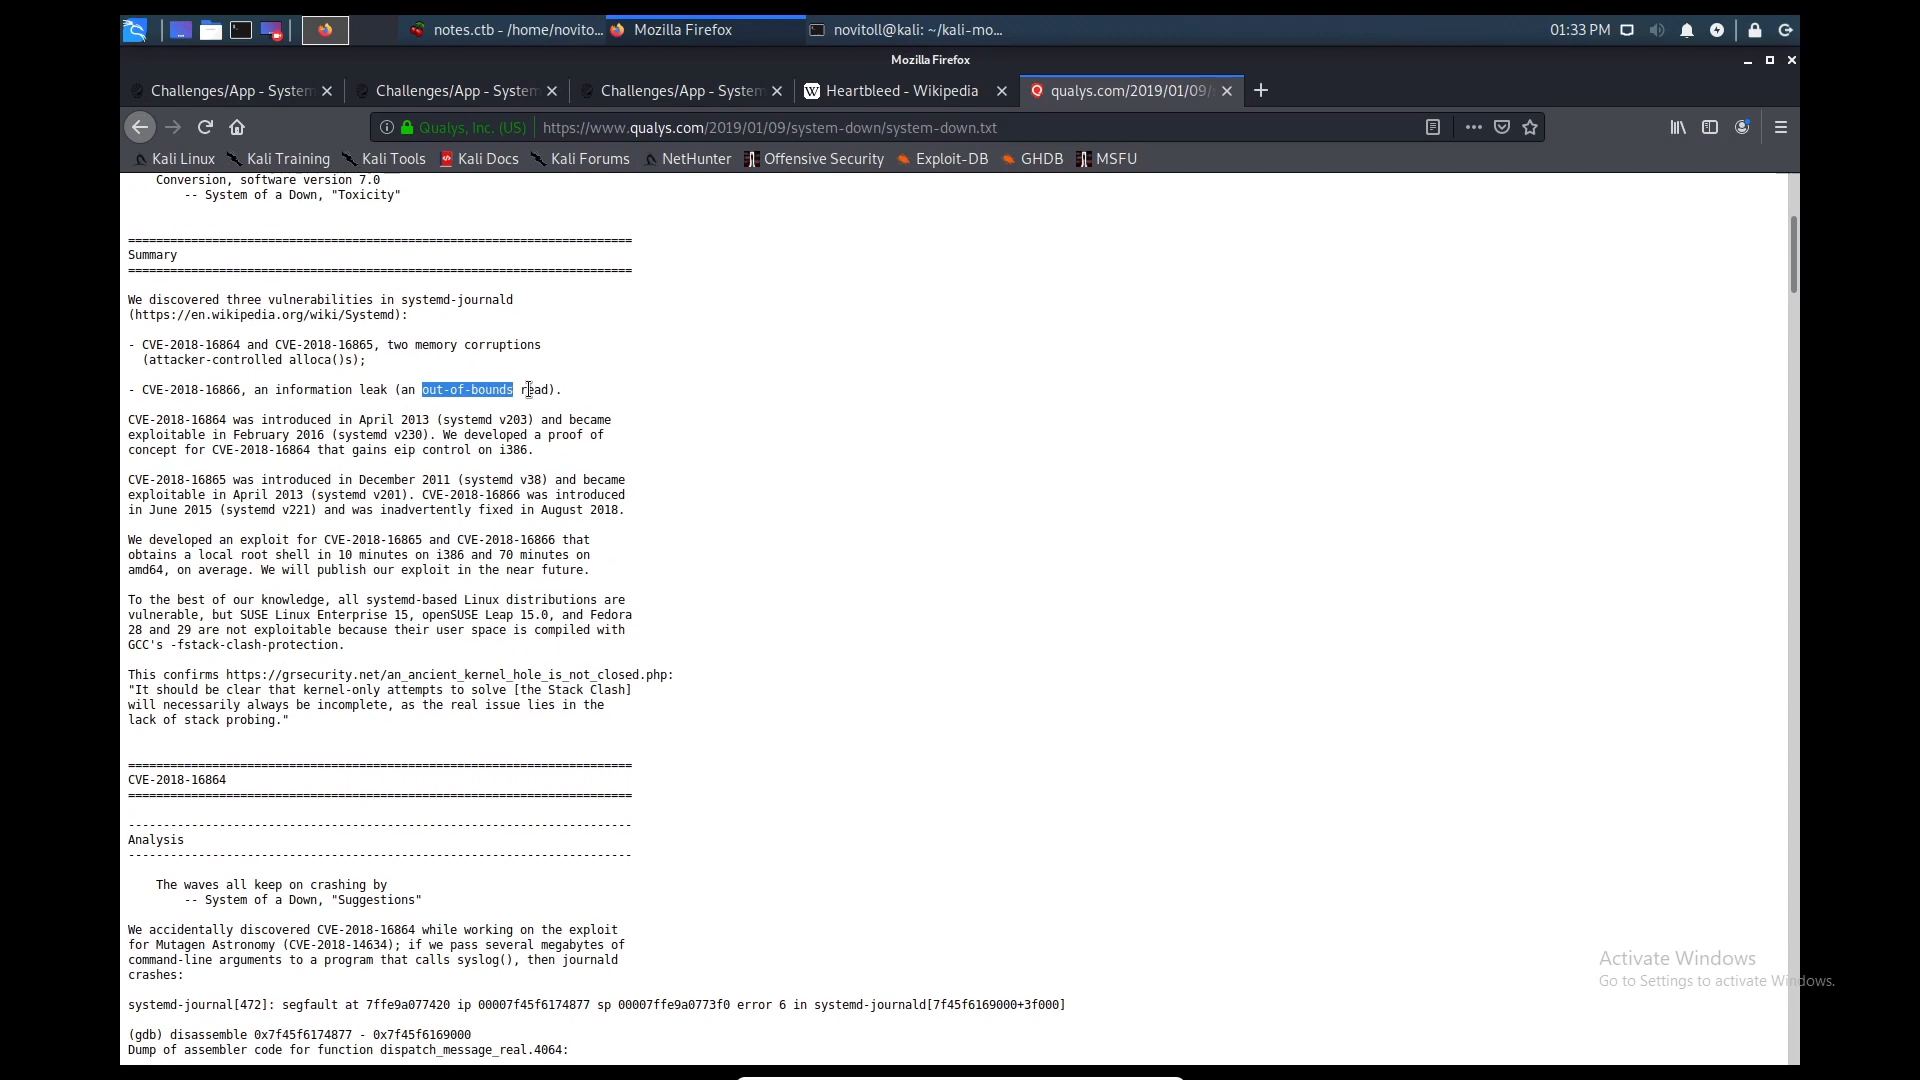 notes.ctb - /home/novito...
Mozilla Firefox
novitoll@kali: ~/kali-mo...
01:33 PM
Mozilla Firefox
Challenges/App - System
Challenges/App - System
Challenges/App - System
Heartbleed - Wikipedia
qualys.com/2019/01/09/
Qualys, Inc. (US)
https://www.qualys.com/2019/01/09/system-down/system-down.txt
Kali Linux
Kali Training
Kali Tools
Kali Docs
Kali Forums
NetHunter
Offensive Security
Exploit-DB
GHDB
MSFU
Conversion, software version 7.0
-- System of a Down, "Toxicity"
========================================================================
Summary
========================================================================
We discovered three vulnerabilities in systemd-journald
(https://en.wikipedia.org/wiki/Systemd):
- CVE-2018-16864 and CVE-2018-16865, two memory corruptions
(attacker-controlled alloca()s);
- CVE-2018-16866, an information leak (an out-of-bounds read).
CVE-2018-16864 was introduced in April 2013 (systemd v203) and became
exploitable in February 2016 (systemd v230). We developed a proof of
concept for CVE-2018-16864 that gains eip control on i386.
CVE-2018-16865 was introduced in December 2011 (systemd v38) and became
exploitable in April 2013 (systemd v201). CVE-2018-16866 was introduced
in June 2015 (systemd v221) and was inadvertently fixed in August 2018.
We developed an exploit for CVE-2018-16865 and CVE-2018-16866 that
obtains a local root shell in 10 minutes on i386 and 70 minutes on
amd64, on average. We will publish our exploit in the near future.
To the best of our knowledge, all systemd-based Linux distributions are
vulnerable, but SUSE Linux Enterprise 15, openSUSE Leap 15.0, and Fedora
28 and 29 are not exploitable because their user space is compiled with
GCC's -fstack-clash-protection.
This confirms https://grsecurity.net/an_ancient_kernel_hole_is_not_closed.php:
"It should be clear that kernel-only attempts to solve [the Stack Clash]
will necessarily always be incomplete, as the real issue lies in the
lack of stack probing."
========================================================================
CVE-2018-16864
========================================================================
------------------------------------------------------------------------
Analysis
------------------------------------------------------------------------
The waves all keep on crashing by
-- System of a Down, "Suggestions"
We accidentally discovered CVE-2018-16864 while working on the exploit
for Mutagen Astronomy (CVE-2018-14634); if we pass several megabytes of
command-line arguments to a program that calls syslog(), then journald
crashes:
systemd-journal[472]: segfault at 7ffe9a077420 ip 00007f45f6174877 sp 00007ffe9a0773f0 error 6 in systemd-journald[7f45f6169000+3f000]
(gdb) disassemble 0x7f45f6174877 - 0x7f45f6169000
Dump of assembler code for function dispatch_message_real.4064:
Activate Windows
Go to Settings to activate Windows.